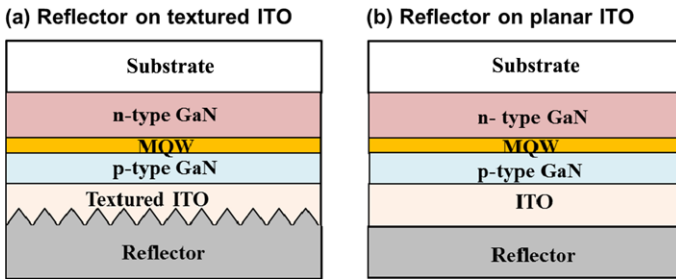 (a) Reflector on textured ITO
Substrate
n-type GaN
MQW
p-type GaN
Textured ITO
Reflector
(b) Reflector on planar ITO
Substrate
n- type GaN
MQW
p-type GaN
ITO
Reflector